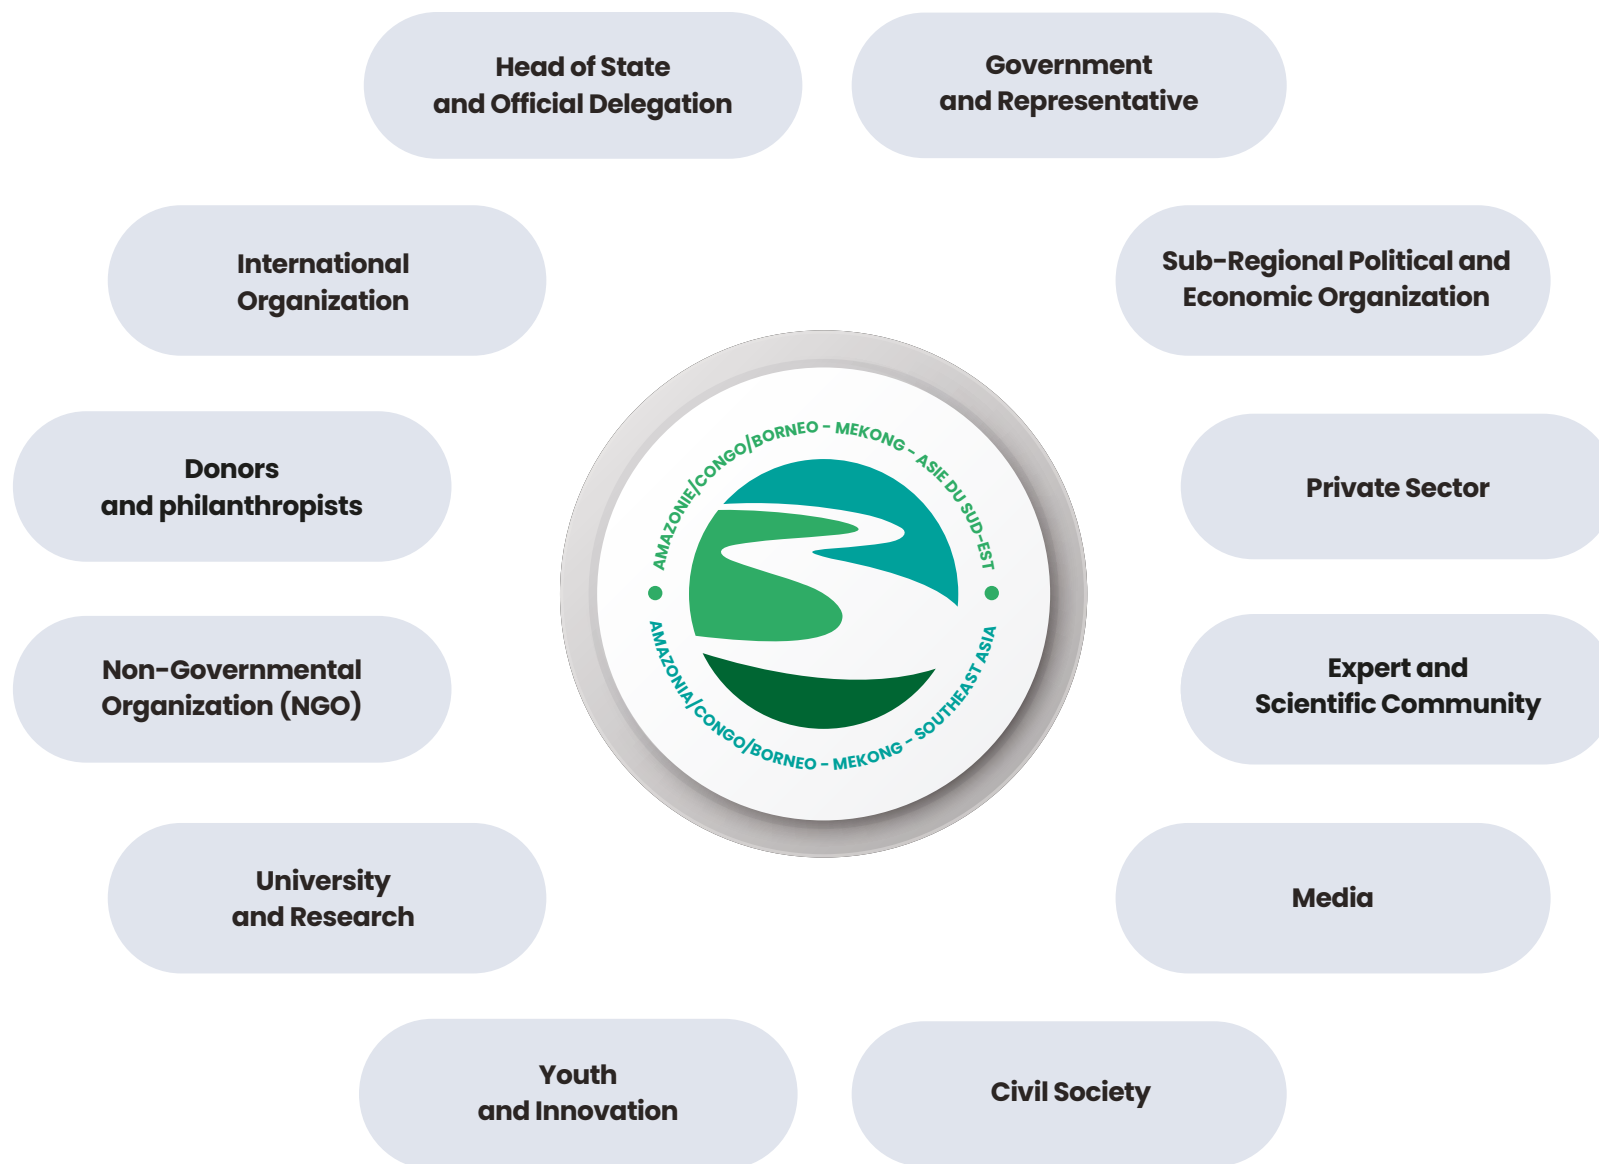 Head of State
and Official Delegation
Government
and Representative
International
Organization
Sub-Regional Political and
Economic Organization
Donors
and philanthropists
Private Sector
AMAZONIE/CONGO/BORNEO - MEKONG - ASIE DU SUD-EST
AMAZONIA/CONGO/BORNEO - MEKONG - SOUTHEAST ASIA
Non-Governmental
Organization (NGO)
Expert and
Scientific Community
University
and Research
Media
Youth
and Innovation
Civil Society